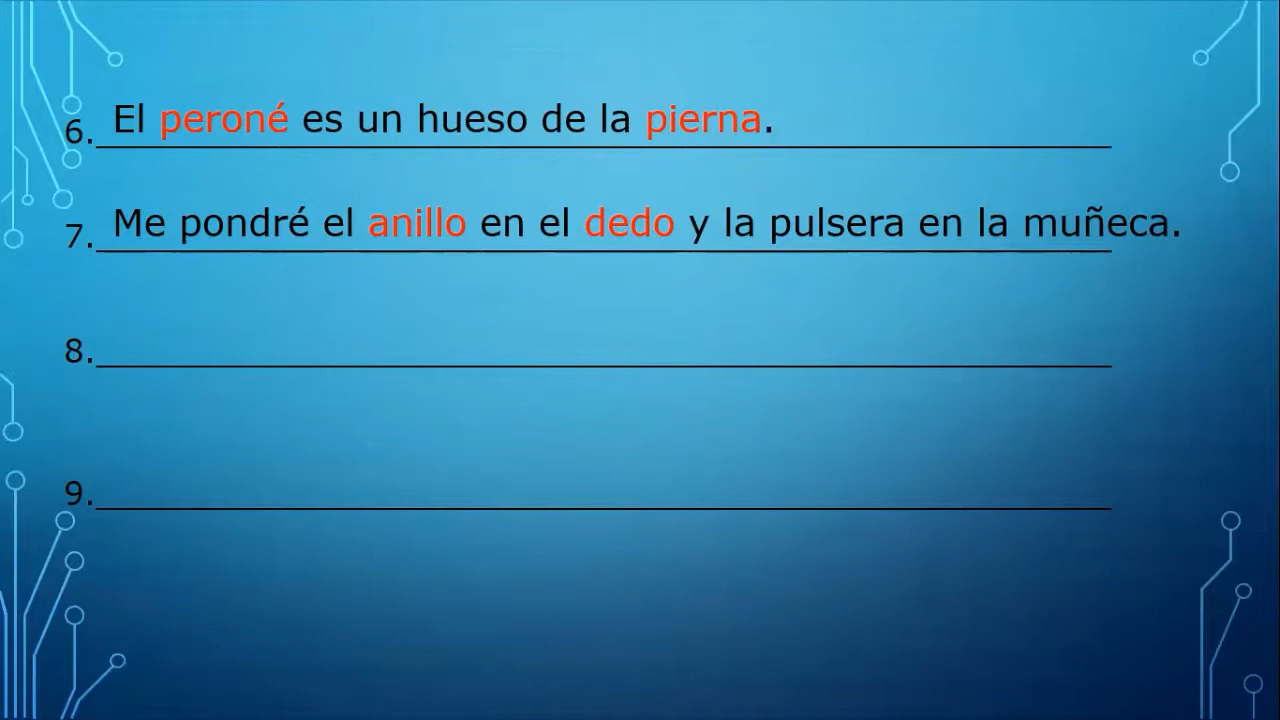 6. El peroné es un hueso de la pierna.
7. Me pondré el anillo en el dedo y la pulsera en la muñeca.
8.
9.